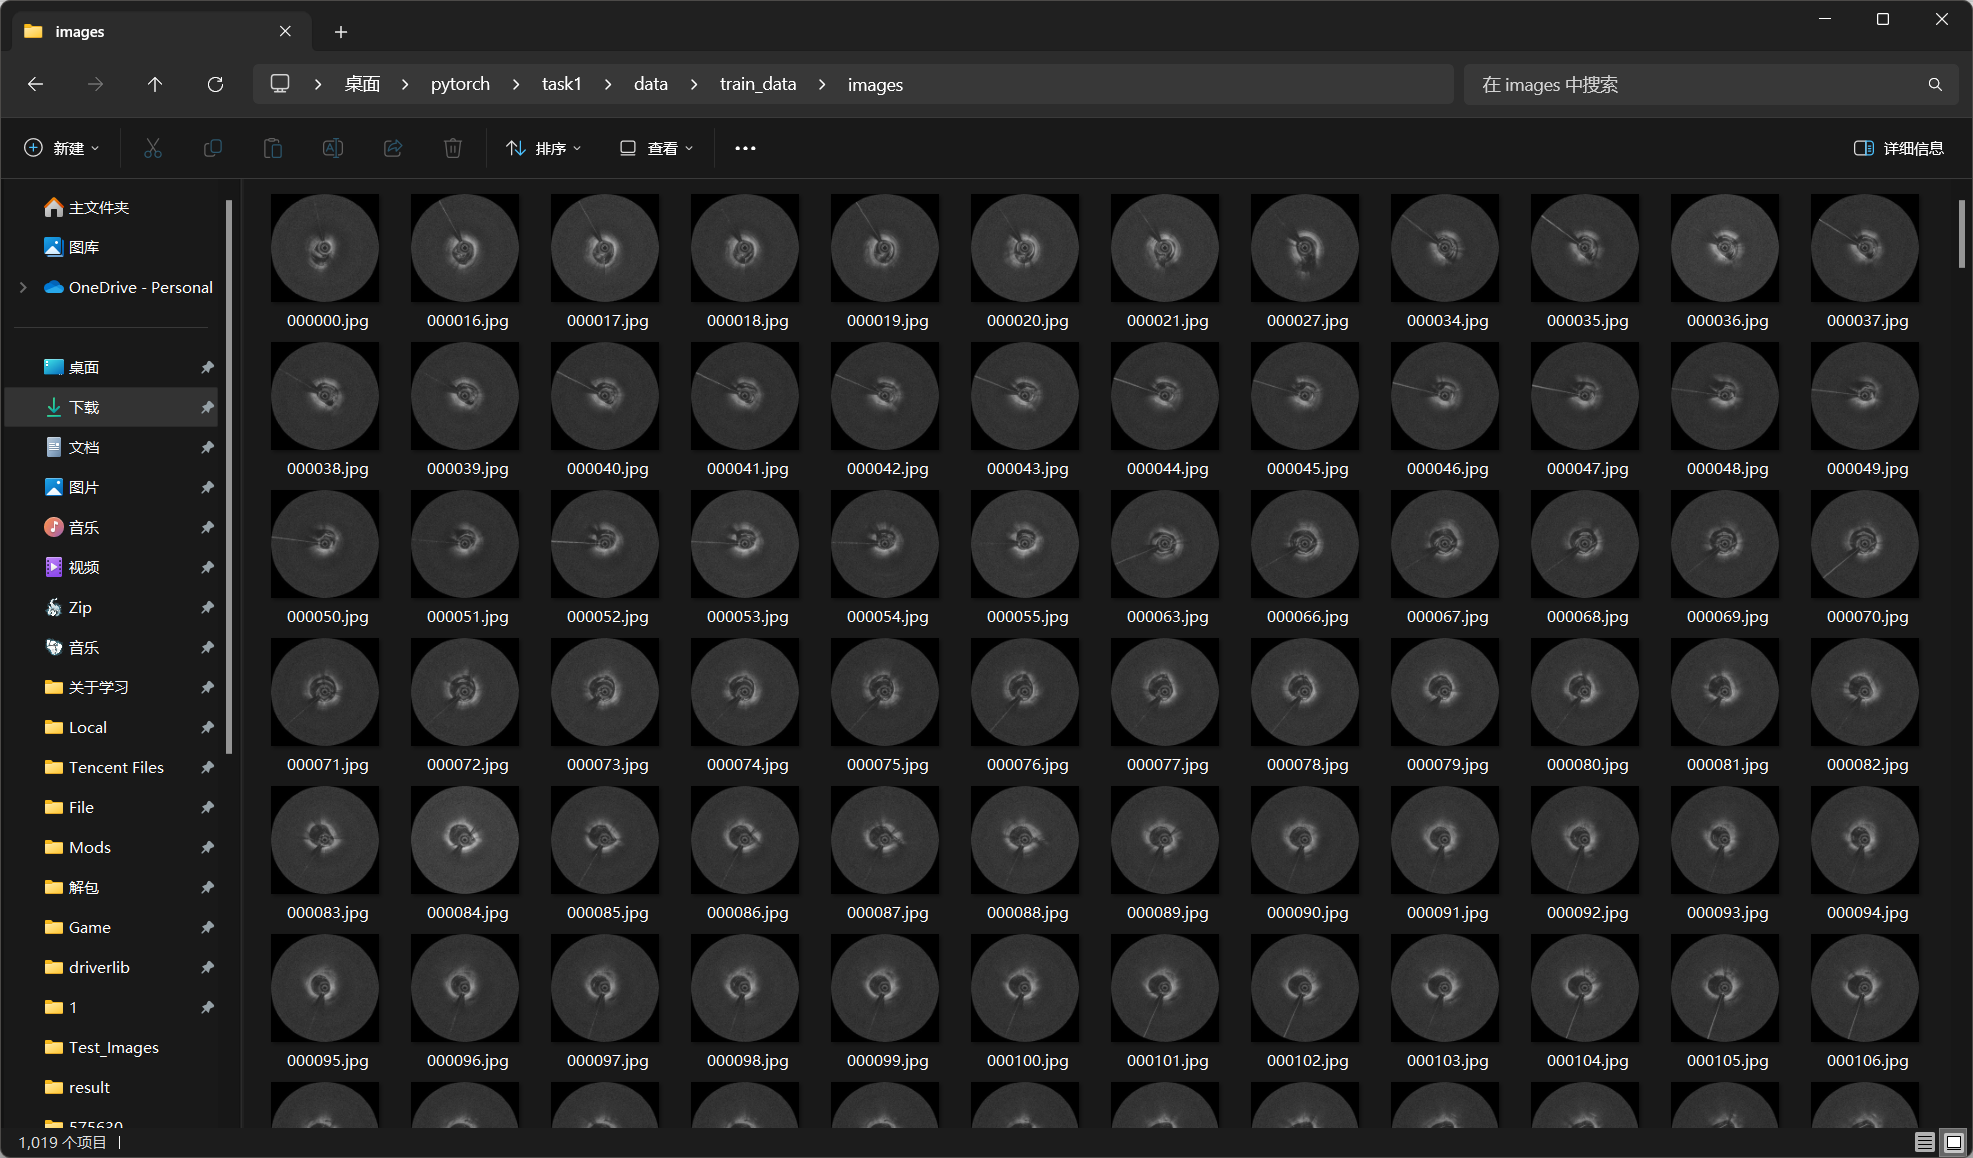 images
桌面 pytorch task1 data train_data images
在 images 中搜索
新建 排序 查看 详细信息
主文件夹
图库
OneDrive - Personal
桌面
下载
文档
图片
音乐
视频
Zip
音乐
关于学习
Local
Tencent Files
File
Mods
解包
Game
driverlib
1
Test_Images
result
575630
000000.jpg 000016.jpg 000017.jpg 000018.jpg 000019.jpg 000020.jpg 000021.jpg 000027.jpg 000034.jpg 000035.jpg 000036.jpg 000037.jpg
000038.jpg 000039.jpg 000040.jpg 000041.jpg 000042.jpg 000043.jpg 000044.jpg 000045.jpg 000046.jpg 000047.jpg 000048.jpg 000049.jpg
000050.jpg 000051.jpg 000052.jpg 000053.jpg 000054.jpg 000055.jpg 000063.jpg 000066.jpg 000067.jpg 000068.jpg 000069.jpg 000070.jpg
000071.jpg 000072.jpg 000073.jpg 000074.jpg 000075.jpg 000076.jpg 000077.jpg 000078.jpg 000079.jpg 000080.jpg 000081.jpg 000082.jpg
000083.jpg 000084.jpg 000085.jpg 000086.jpg 000087.jpg 000088.jpg 000089.jpg 000090.jpg 000091.jpg 000092.jpg 000093.jpg 000094.jpg
000095.jpg 000096.jpg 000097.jpg 000098.jpg 000099.jpg 000100.jpg 000101.jpg 000102.jpg 000103.jpg 000104.jpg 000105.jpg 000106.jpg
1,019 个项目